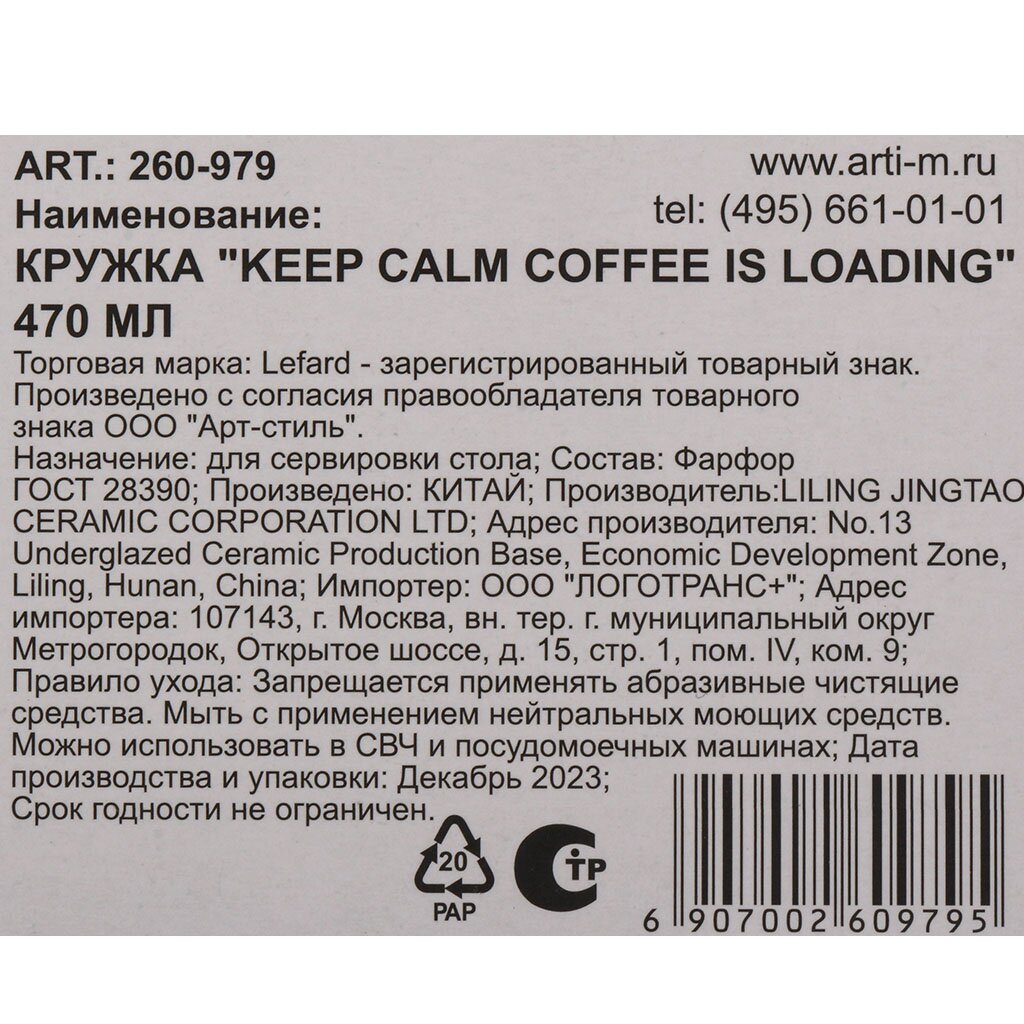 ART.: 260-979
www.arti-m.ru
Наименование:
tel: (495) 661-01-01
КРУЖКА "KEEP CALM COFFEE IS LOADING"
470 МЛ
Торговая марка: Lefard - зарегистрированный товарный знак.
Произведено с согласия правообладателя товарного
знака ООО "Арт-стиль".
Назначение: для сервировки стола; Состав: Фарфор
ГОСТ 28390; Произведено: КИТАЙ; Производитель:LILING JINGTAO
CERAMIC CORPORATION LTD; Адрес производителя: No.13
Underglazed Ceramic Production Base, Economic Development Zone,
Liling, Hunan, China; Импортер: ООО "ЛОГОТРАНС+"; Адрес
импортера: 107143, г. Москва, вн. тер. г. муниципальный округ
Метрогородок, Открытое шоссе, д. 15, стр. 1, пом. IV, ком. 9;
Правило ухода: Запрещается применять абразивные чистящие
средства. Мыть с применением нейтральных моющих средств.
Можно использовать в СВЧ и посудомоечных машинах; Дата
производства и упаковки: Декабрь 2023;
Срок годности не ограничен.
20
PAP
СТР
6 907002 609795